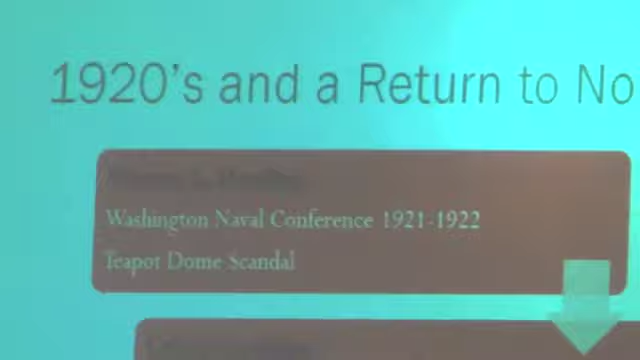 1920's and a Return to No
Washington Naval Conference 1921-1922
Teapot Dome Scandal